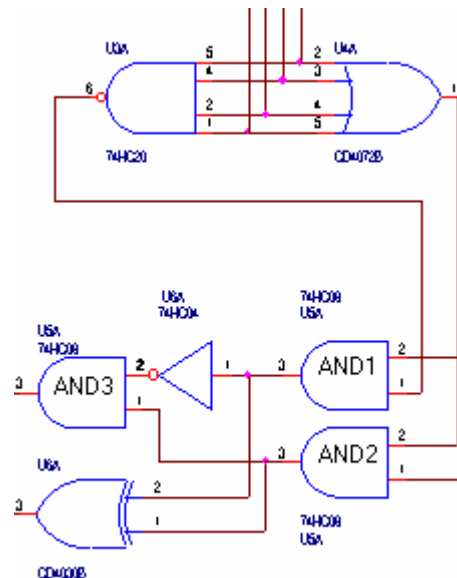 U3A U4A
5 2
4 3
6 1
2 4
1 5
74HC20 CD4072B
74HC08
U5A
U6A
74HC04
U5A
74HC08
2 1 3 AND1 2
1
3 AND3 1
3 AND2 2
1
U6A
2
1
3
74HC08
U5A
CD4030B